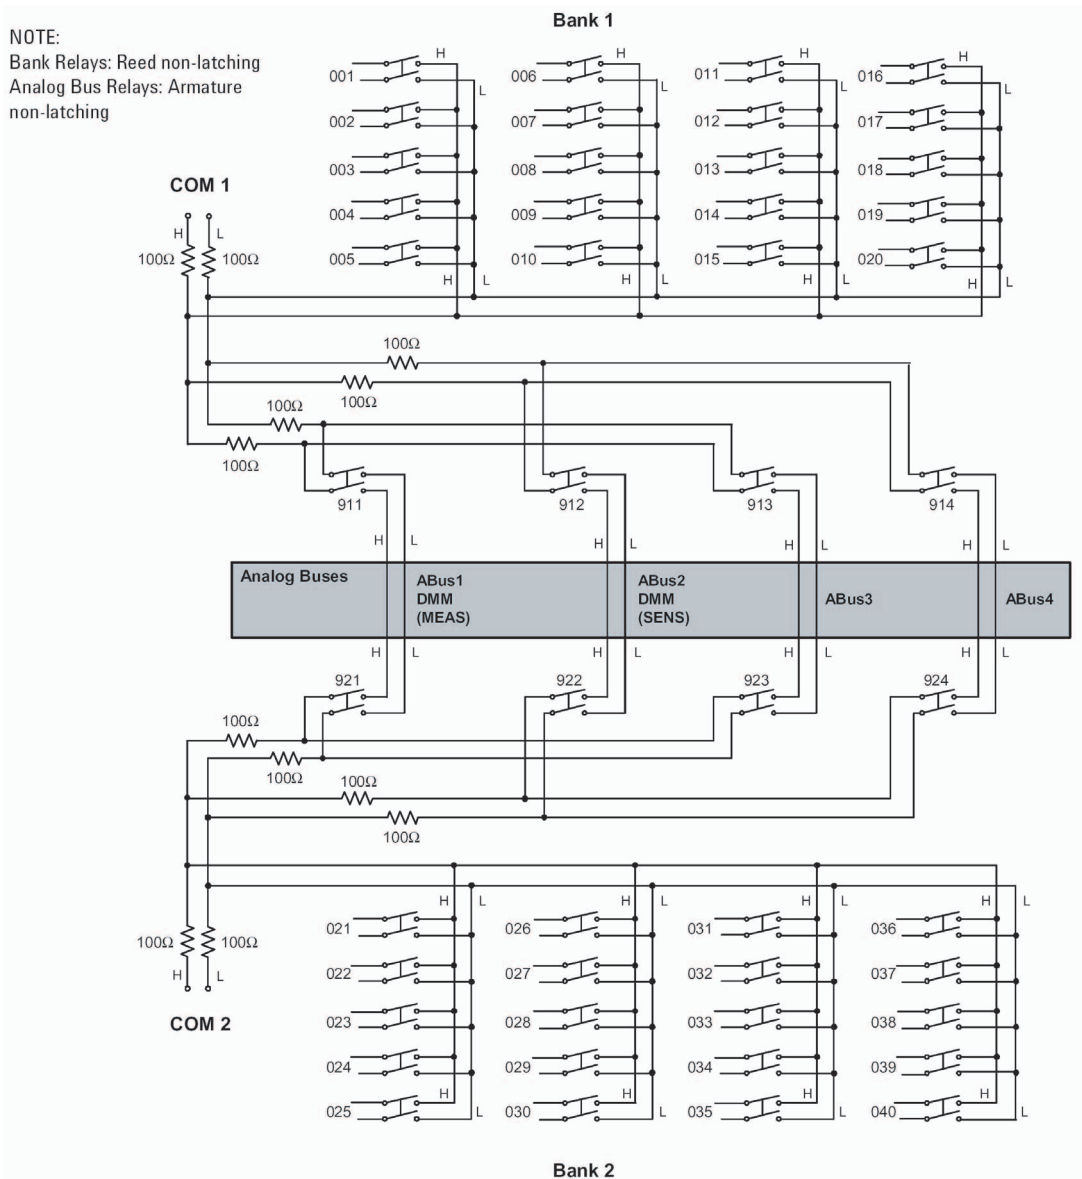 Bank 1
NOTE:
Bank Relays: Reed non-latching
Analog Bus Relays: Armature
non-latching
H H H H
001 006 011 016
L L L L
002 007 012 017
003 008 013 018
COM 1
004 009 014 019
H L
100Ω 100Ω
005 010 015 020
H L H L H L H L
100Ω
100Ω
100Ω
100Ω
911 912 913 914
H L H L H L H L
Analog Buses
ABus1
DMM
(MEAS)
ABus2
DMM
(SENS)
ABus3
ABus4
H L H L H L H L
921 922 923 924
100Ω
100Ω
100Ω
100Ω
H L H L H L H L
021 026 031 036
100Ω 100Ω
022 027 032 037
H L
COM 2
023 028 033 038
024 029 034 039
H H H H
025 030 035 040
L L L L
Bank 2